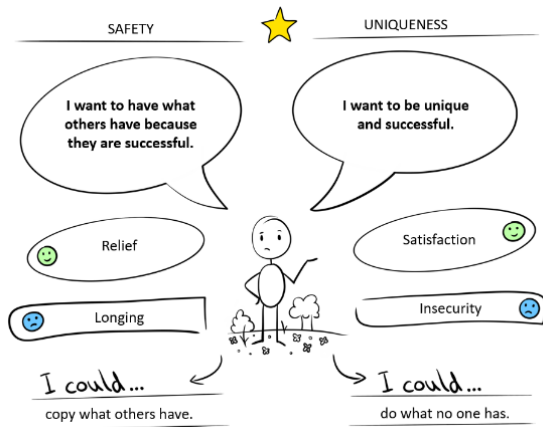 SAFETY
UNIQUENESS
I want to have what
others have because
they are successful.
I want to be unique
and successful.
Relief
Satisfaction
Longing
Insecurity
I could...
copy what others have.
I could...
do what no one has.